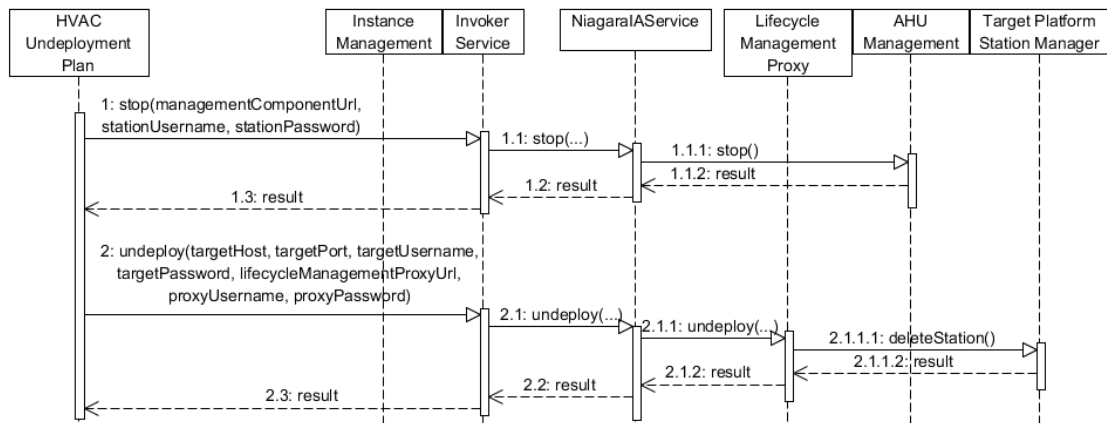 HVAC
Undeployment
Plan
Instance
Management
Invoker
Service
NiagaraIAService
Lifecycle
Management
Proxy
AHU
Management
Target Platform
Station Manager
1: stop(managementComponentUrl,
stationUsername, stationPassword)
1.1: stop(...)
1.1.1: stop()
1.1.2: result
1.2: result
1.3: result
2: undeploy(targetHost, targetPort, targetUsername,
targetPassword, lifecycleManagementProxyUrl,
proxyUsername, proxyPassword)
2.1: undeploy(...)
2.1.1: undeploy(...)
2.1.1.1: deleteStation()
2.1.1.2: result
2.1.2: result
2.2: result
2.3: result